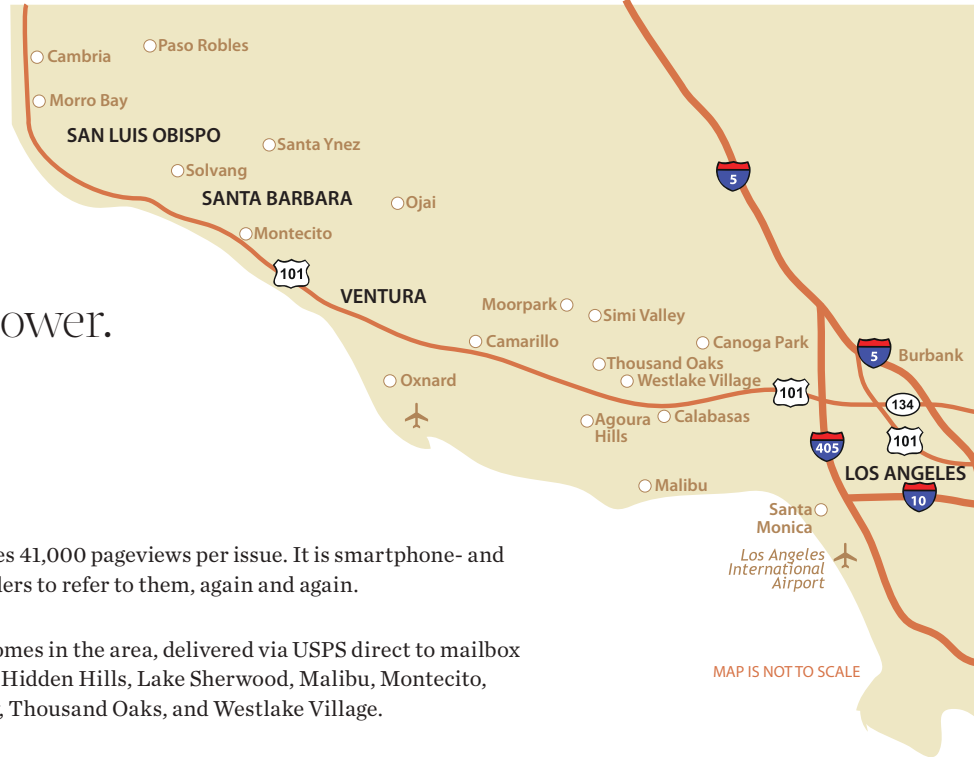 Paso Robles
Cambria
Morro Bay
SAN LUIS OBISPO
Santa Ynez
Solvang
SANTA BARBARA
Ojai
Montecito
5
101
VENTURA
ower.
Moorpark
Simi Valley
Camarillo
Canoga Park
5
Burbank
Thousand Oaks
Oxnard
Westlake Village
101
134
Agoura
Hills
Calabasas
101
405
LOS ANGELES
Malibu
10
Santa
Monica
Los Angeles
International
Airport
es 41,000 pageviews per issue. It is smartphone- and
lers to refer to them, again and again.
omes in the area, delivered via USPS direct to mailbox
Hidden Hills, Lake Sherwood, Malibu, Montecito,
, Thousand Oaks, and Westlake Village.
MAP IS NOT TO SCALE